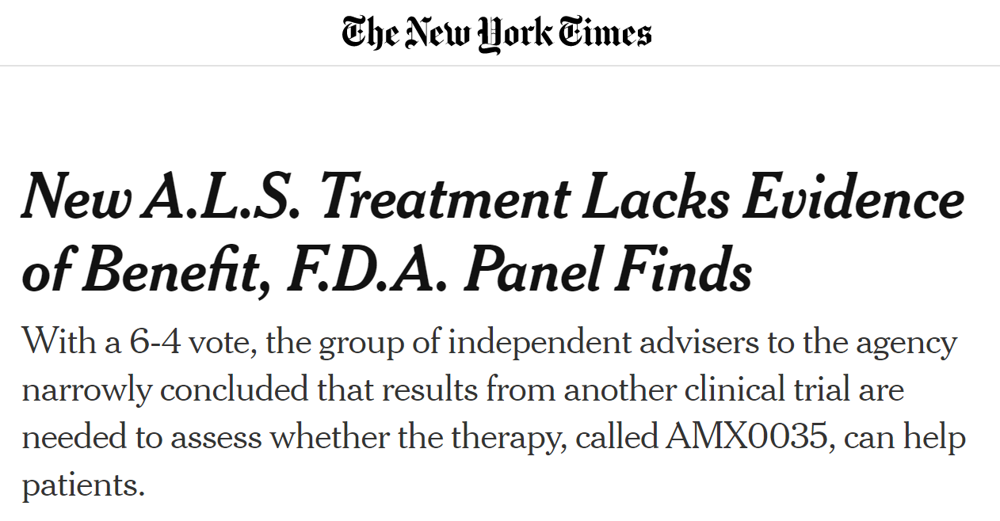 The New York Times
New A.L.S. Treatment Lacks Evidence
of Benefit, F.D.A. Panel Finds
With a 6-4 vote, the group of independent advisers to the agency
narrowly concluded that results from another clinical trial are
needed to assess whether the therapy, called AMX0035, can help
patients.